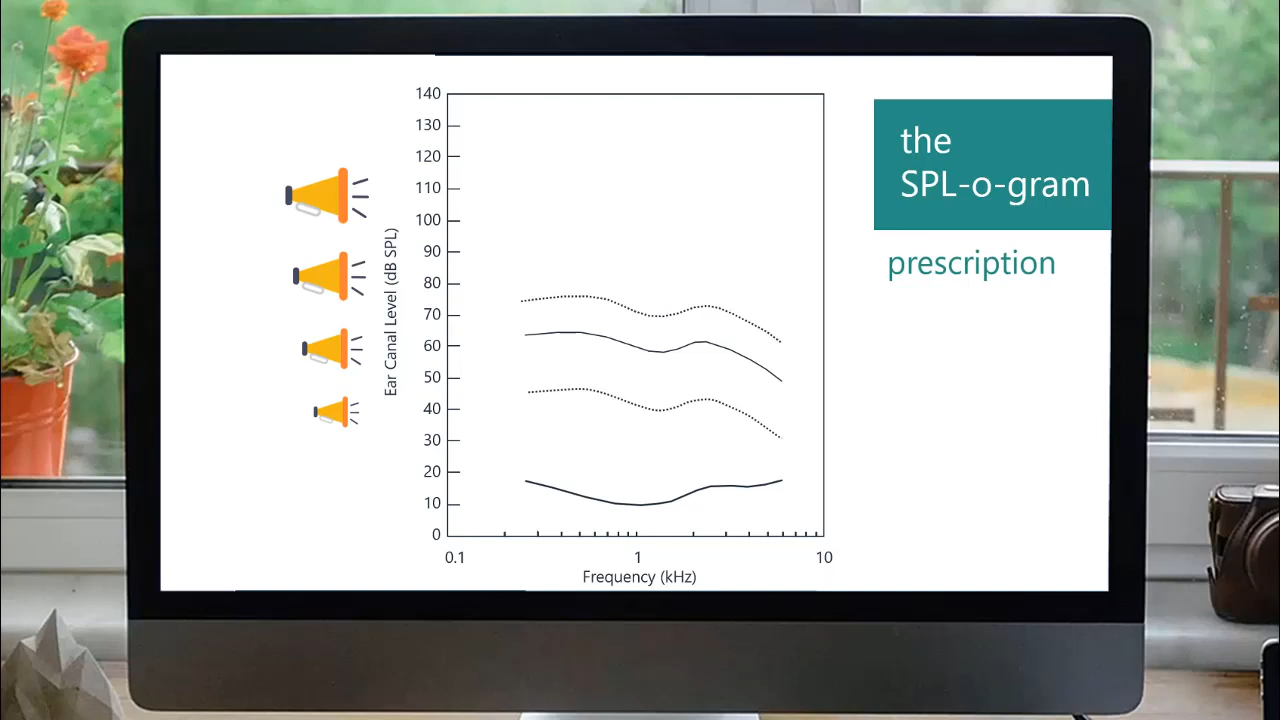 140
130
120
110
100
90
80
70
60
50
40
30
20
10
0
Ear Canal Level (dB SPL)
0.1 1 10
Frequency (kHz)
the
SPL-o-gram
prescription